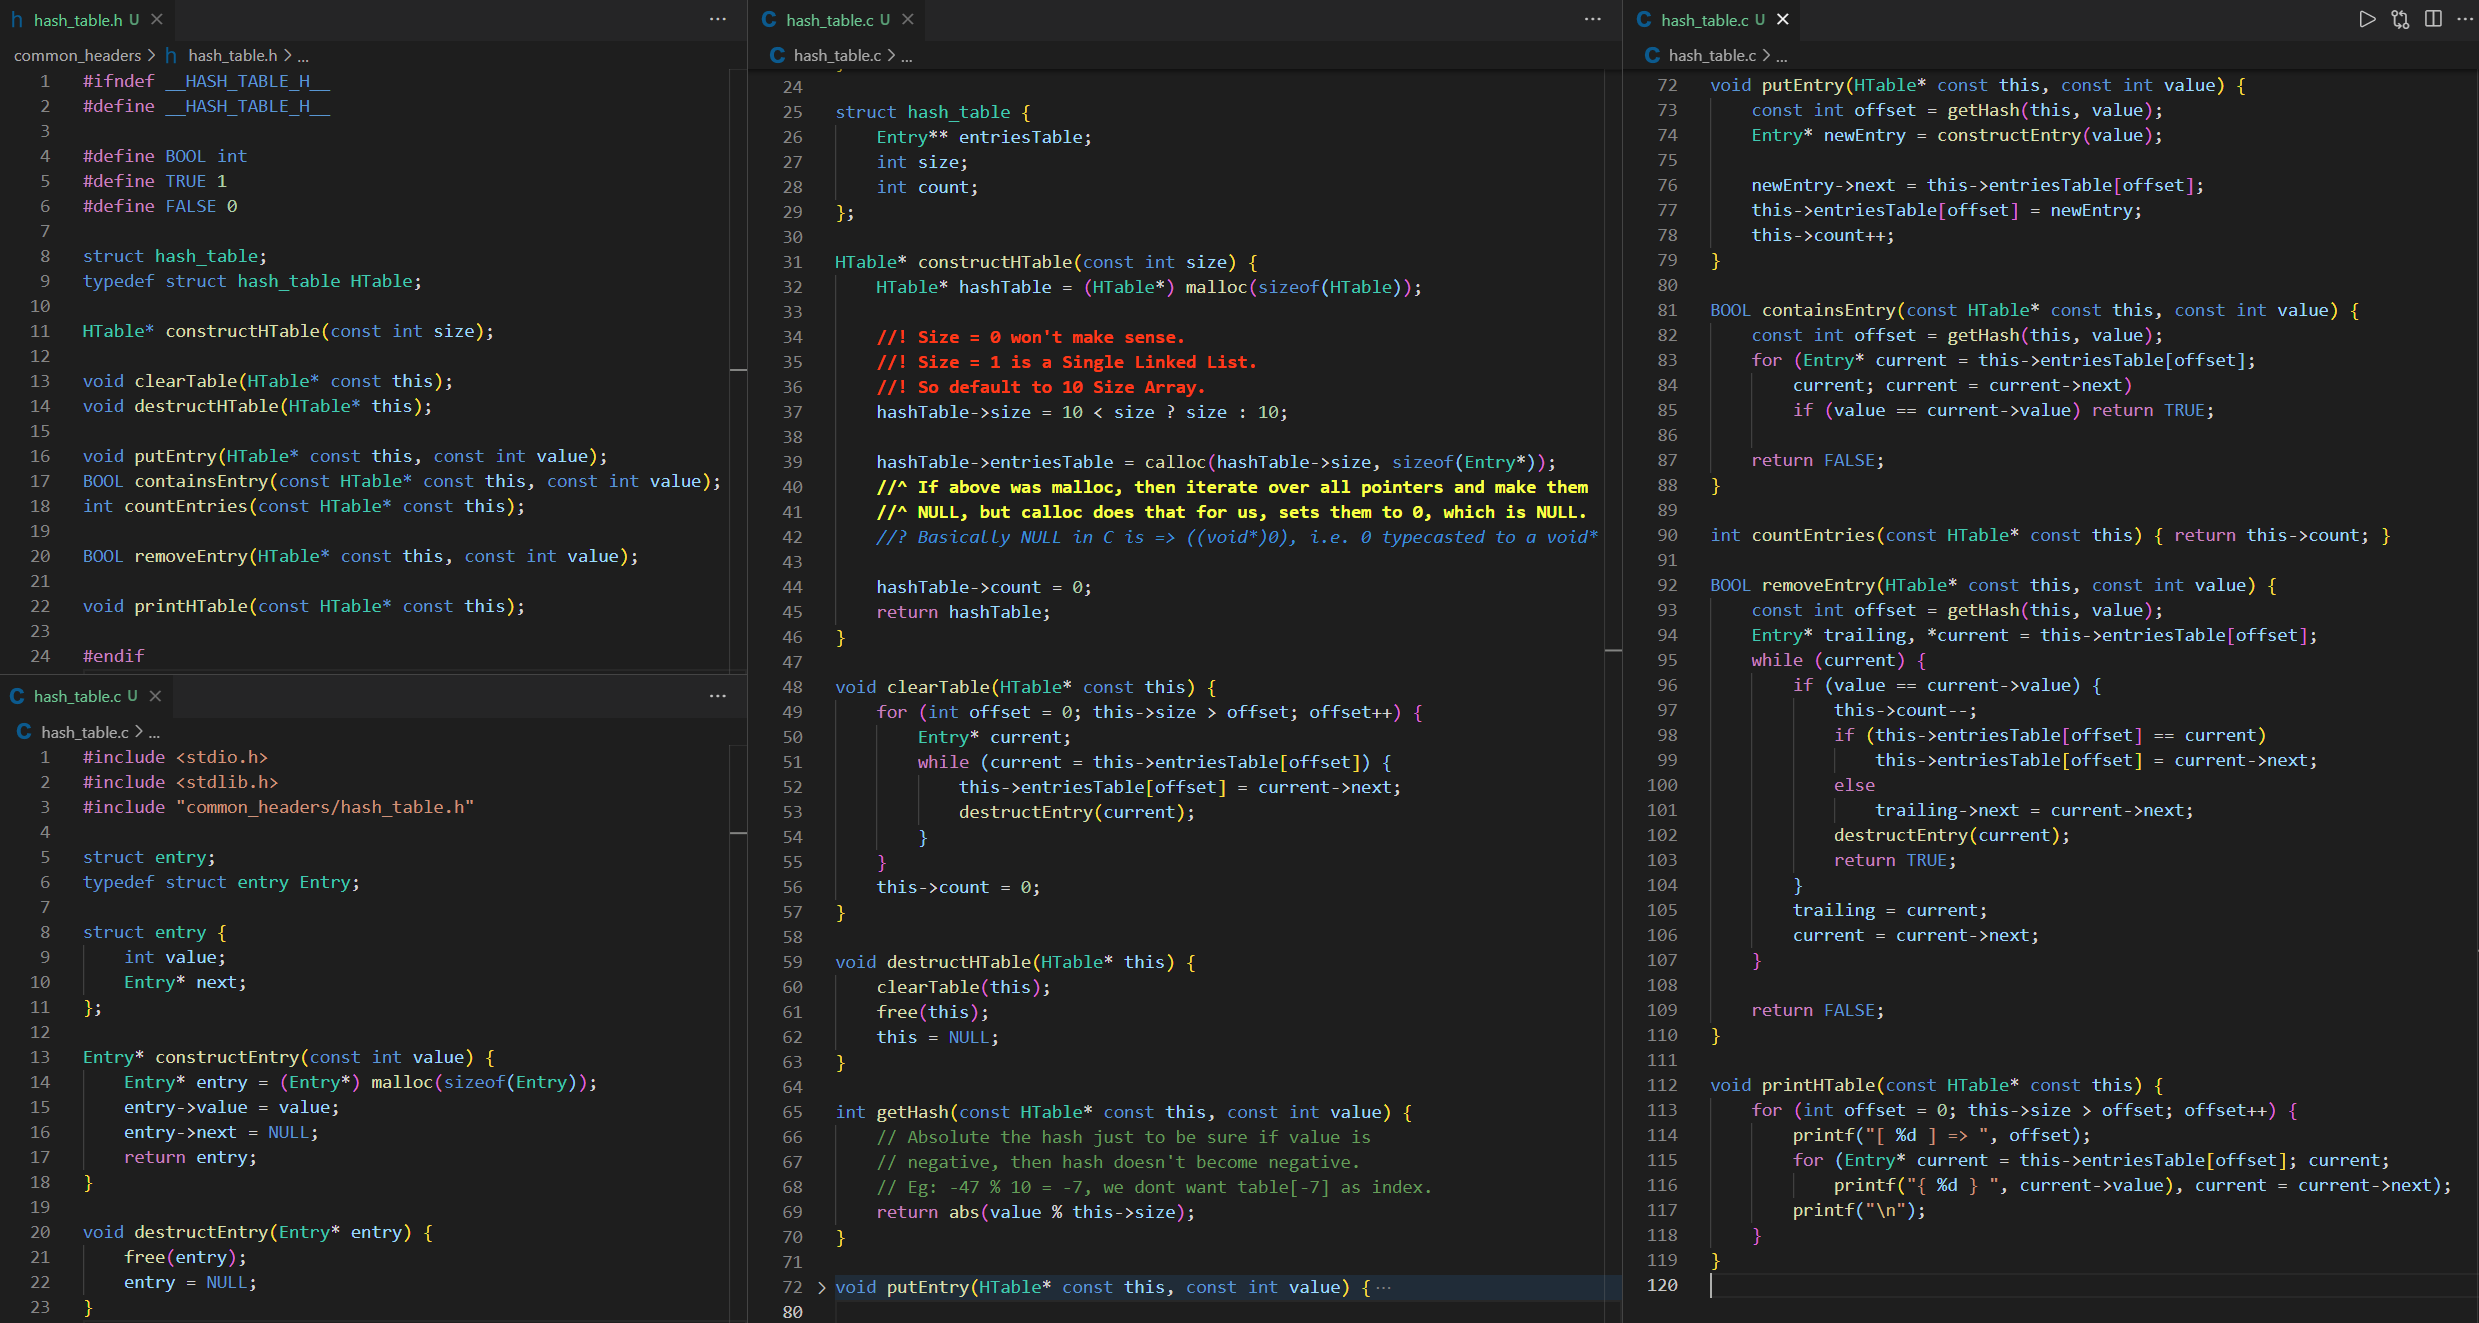 h hash_table.h U ×
common_headers > h hash_table.h > ...
1 #ifndef __HASH_TABLE_H__
2 #define __HASH_TABLE_H__
3
4 #define BOOL int
5 #define TRUE 1
6 #define FALSE 0
7
8 struct hash_table;
9 typedef struct hash_table HTable;
10
11 HTable* constructHTable(const int size);
12
13 void clearTable(HTable* const this);
14 void destructHTable(HTable* this);
15
16 void putEntry(HTable* const this, const int value);
17 BOOL containsEntry(const HTable* const this, const int value);
18 int countEntries(const HTable* const this);
19
20 BOOL removeEntry(HTable* const this, const int value);
21
22 void printHTable(const HTable* const this);
23
24 #endif
C hash_table.c U ×
C hash_table.c > ...
1 #include <stdio.h>
2 #include <stdlib.h>
3 #include "common_headers/hash_table.h"
4
5 struct entry;
6 typedef struct entry Entry;
7
8 struct entry {
9     int value;
10     Entry* next;
11 };
12
13 Entry* constructEntry(const int value) {
14     Entry* entry = (Entry*) malloc(sizeof(Entry));
15     entry->value = value;
16     entry->next = NULL;
17     return entry;
18 }
19
20 void destructEntry(Entry* entry) {
21     free(entry);
22     entry = NULL;
23 }
C hash_table.c U ×
C hash_table.c > ...
24
25 struct hash_table {
26     Entry** entriesTable;
27     int size;
28     int count;
29 };
30
31 HTable* constructHTable(const int size) {
32     HTable* hashTable = (HTable*) malloc(sizeof(HTable));
33
34     //! Size = 0 won't make sense.
35     //! Size = 1 is a Single Linked List.
36     //! So default to 10 Size Array.
37     hashTable->size = 10 < size ? size : 10;
38
39     hashTable->entriesTable = calloc(hashTable->size, sizeof(Entry*));
40     //^ If above was malloc, then iterate over all pointers and make them
41     //^ NULL, but calloc does that for us, sets them to 0, which is NULL.
42     //? Basically NULL in C is => ((void*)0), i.e. 0 typecasted to a void*
43
44     hashTable->count = 0;
45     return hashTable;
46 }
47
48 void clearTable(HTable* const this) {
49     for (int offset = 0; this->size > offset; offset++) {
50         Entry* current;
51         while (current = this->entriesTable[offset]) {
52             this->entriesTable[offset] = current->next;
53             destructEntry(current);
54         }
55     }
56     this->count = 0;
57 }
58
59 void destructHTable(HTable* this) {
60     clearTable(this);
61     free(this);
62     this = NULL;
63 }
64
65 int getHash(const HTable* const this, const int value) {
66     // Absolute the hash just to be sure if value is
67     // negative, then hash doesn't become negative.
68     // Eg: -47 % 10 = -7, we dont want table[-7] as index.
69     return abs(value % this->size);
70 }
71
72 > void putEntry(HTable* const this, const int value) { ...
80
C hash_table.c U ×
C hash_table.c > ...
72 void putEntry(HTable* const this, const int value) {
73     const int offset = getHash(this, value);
74     Entry* newEntry = constructEntry(value);
75
76     newEntry->next = this->entriesTable[offset];
77     this->entriesTable[offset] = newEntry;
78     this->count++;
79 }
80
81 BOOL containsEntry(const HTable* const this, const int value) {
82     const int offset = getHash(this, value);
83     for (Entry* current = this->entriesTable[offset];
84         current; current = current->next)
85         if (value == current->value) return TRUE;
86
87     return FALSE;
88 }
89
90 int countEntries(const HTable* const this) { return this->count; }
91
92 BOOL removeEntry(HTable* const this, const int value) {
93     const int offset = getHash(this, value);
94     Entry* trailing, *current = this->entriesTable[offset];
95     while (current) {
96         if (value == current->value) {
97             this->count--;
98             if (this->entriesTable[offset] == current)
99                 this->entriesTable[offset] = current->next;
100             else
101                 trailing->next = current->next;
102             destructEntry(current);
103             return TRUE;
104         }
105         trailing = current;
106         current = current->next;
107     }
108
109     return FALSE;
110 }
111
112 void printHTable(const HTable* const this) {
113     for (int offset = 0; this->size > offset; offset++) {
114         printf("[ %d ] => ", offset);
115         for (Entry* current = this->entriesTable[offset]; current;
116             printf("{ %d } ", current->value), current = current->next);
117         printf("\n");
118     }
119 }
120